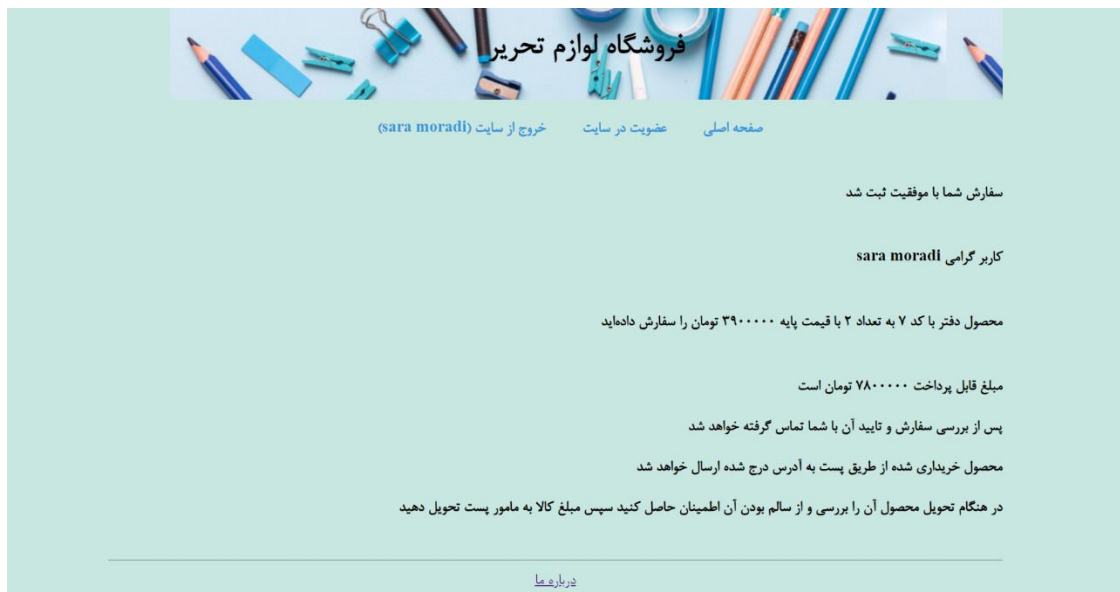 فروشگاه لوازم تحریر
صفحه اصلی عضویت در سایت خروج از سایت (sara moradi)
سفارش شما با موفقیت ثبت شد
کاربر گرامی sara moradi
محصول دفتر با کد ۷ به تعداد ۲ با قیمت پایه ۳۹۰۰۰۰۰ تومان را سفارش داده‌اید
مبلغ قابل پرداخت ۷۸۰۰۰۰۰ تومان است
پس از بررسی سفارش و تایید آن با شما تماس گرفته خواهد شد
محصول خریداری شده از طریق پست به آدرس درج شده ارسال خواهد شد
در هنگام تحویل محصول آن را بررسی و از سالم بودن آن اطمینان حاصل کنید سپس مبلغ کالا به مامور پست تحویل دهید
درباره ما